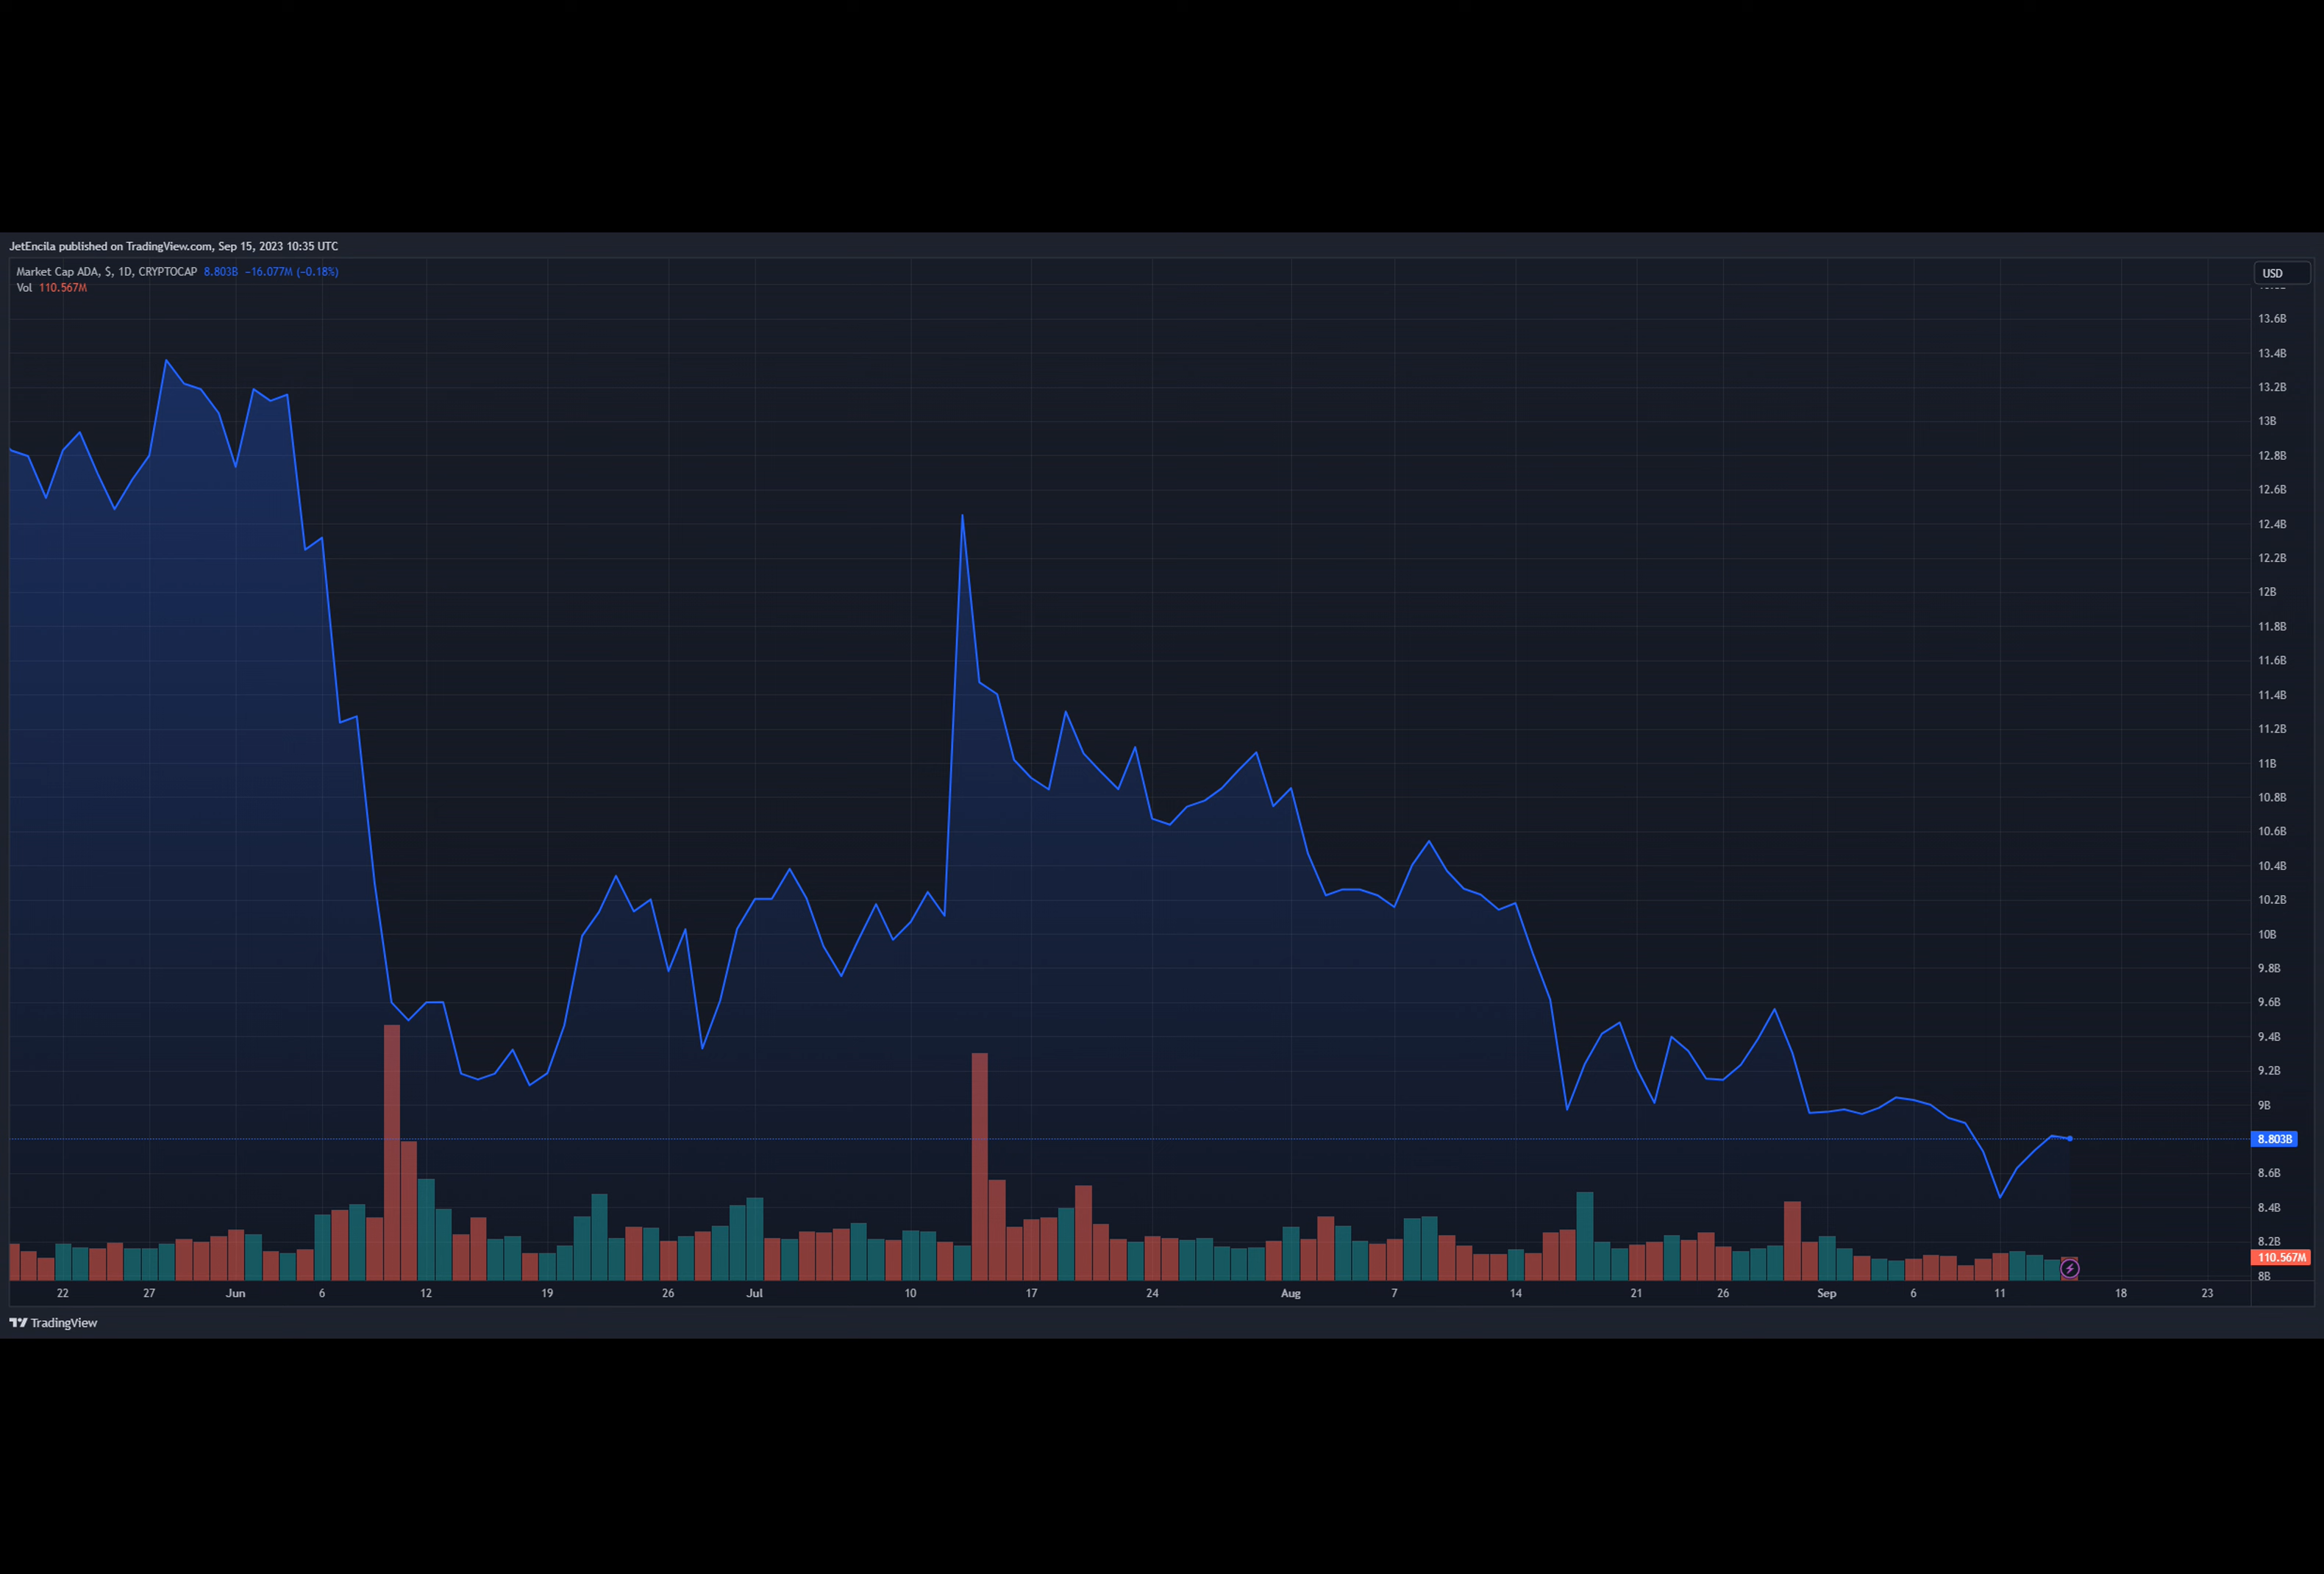 JetEncila published on TradingView.com, Sep 15, 2023 10:35 UTC
Market Cap ADA, $, 1D, CRYPTOCAP 8.803B −16.077M (−0.18%)
Vol 110.567M
USD
13.6B
13.4B
13.2B
13B
12.8B
12.6B
12.4B
12.2B
12B
11.8B
11.6B
11.4B
11.2B
11B
10.8B
10.6B
10.4B
10.2B
10B
9.8B
9.6B
9.4B
9.2B
9B
8.803B
8.6B
8.4B
8.2B
110.567M
8B
22 27 Jun 6 12 19 26 Jul 10 17 24 Aug 7 14 21 26 Sep 6 11 18 23
TradingView